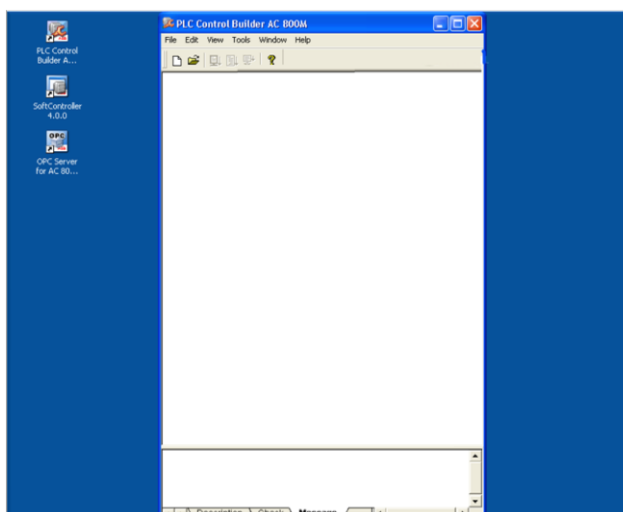 PLC Control Builder AC 800M
File Edit View Tools Window Help
PLC Control
Builder A...
SoftController
4.0.0
OPC
OPC Server
for AC 80...
Description Check Message